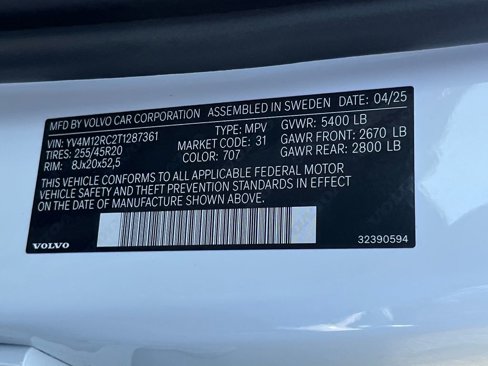 MFD BY VOLVO CAR CORPORATION ASSEMBLED IN SWEDEN DATE: 04/25
VIN: YV4M12RC2T1287361 TYPE: MPV GVWR: 5400 LB
TIRES: 255/45R20 MARKET: 31 GAWR FRONT: 2670 LB
RIM: 8Jx20x52,5 COLOR: 707 GAWR REAR: 2800 LB
THIS VEHICLE CONFORMS TO ALL APPLICABLE FEDERAL MOTOR
VEHICLE SAFETY AND THEFT PREVENTION STANDARDS IN EFFECT
ON THE DATE OF MANUFACTURE SHOWN ABOVE.
VOLVO 32390594